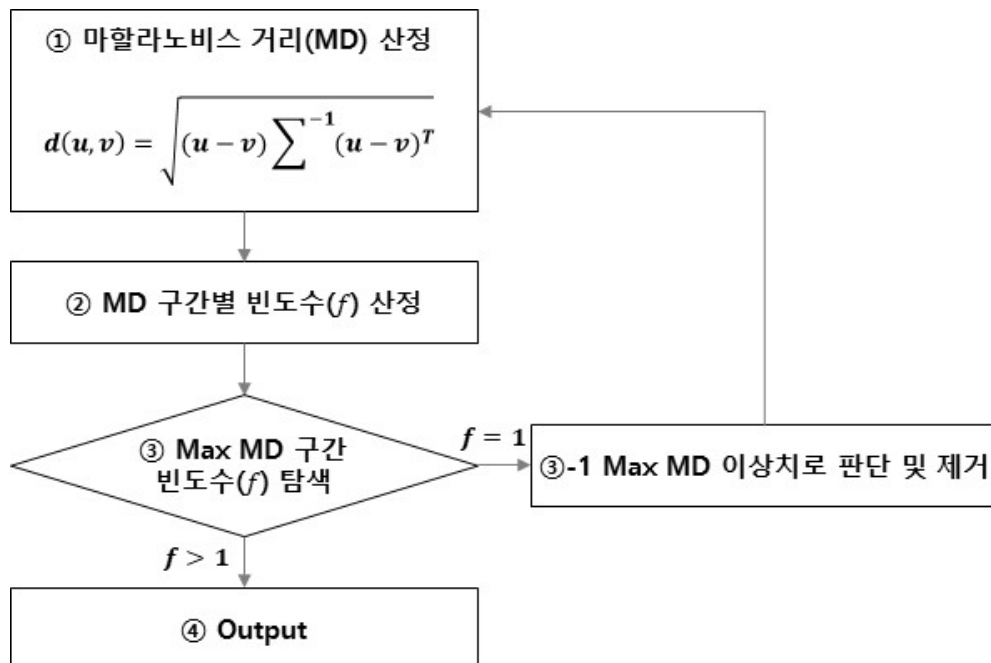 ① 마할라노비스 거리(MD) 산정
d(u, v) = √(u − v) ∑⁻¹ (u − v)ᵀ
② MD 구간별 빈도수(f) 산정
③ Max MD 구간
빈도수(f) 탐색
f = 1
③-1 Max MD 이상치로 판단 및 제거
f > 1
④ Output